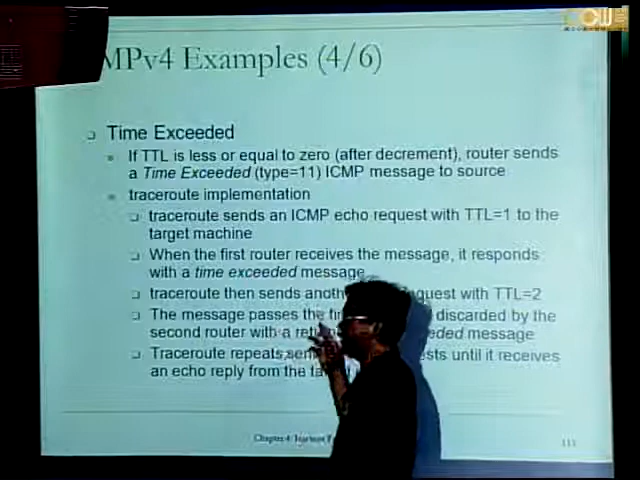 MPv4 Examples (4/6)
Time Exceeded
If TTL is less or equal to zero (after decrement), router sends
a Time Exceeded (type=11) ICMP message to source
traceroute implementation
traceroute sends an ICMP echo request with TTL=1 to the
target machine
When the first router receives the message, it responds
with a time exceeded message
traceroute then sends quest with TTL=2
The message passes the discarded by the
second router with a message
Traceroute repeats until it receives
an echo reply from the
Chapter 4:
111
OCW